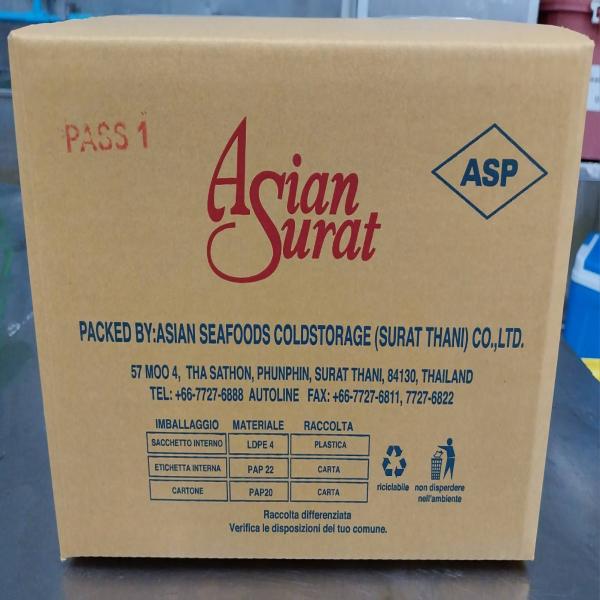 PASS 1
Asian
Surat
ASP
PACKED BY:ASIAN SEAFOODS COLDSTORAGE (SURAT THANI) CO.,LTD.
57 MOO 4, THA SATHON, PHUNPHIN, SURAT THANI, 84130, THAILAND
TEL: +66-7727-6888 AUTOLINE FAX: +66-7727-6811, 7727-6822
IMBALLAGGIO MATERIALE RACCOLTA
SACCHETTO INTERNO LDPE 4 PLASTICA
ETICHETTA INTERNA PAP 22 CARTA
CARTONE PAP20 CARTA
riciclabile
non disperdere
nell'ambiente
Raccolta differenziata
Verifica le disposizioni del tuo comune.